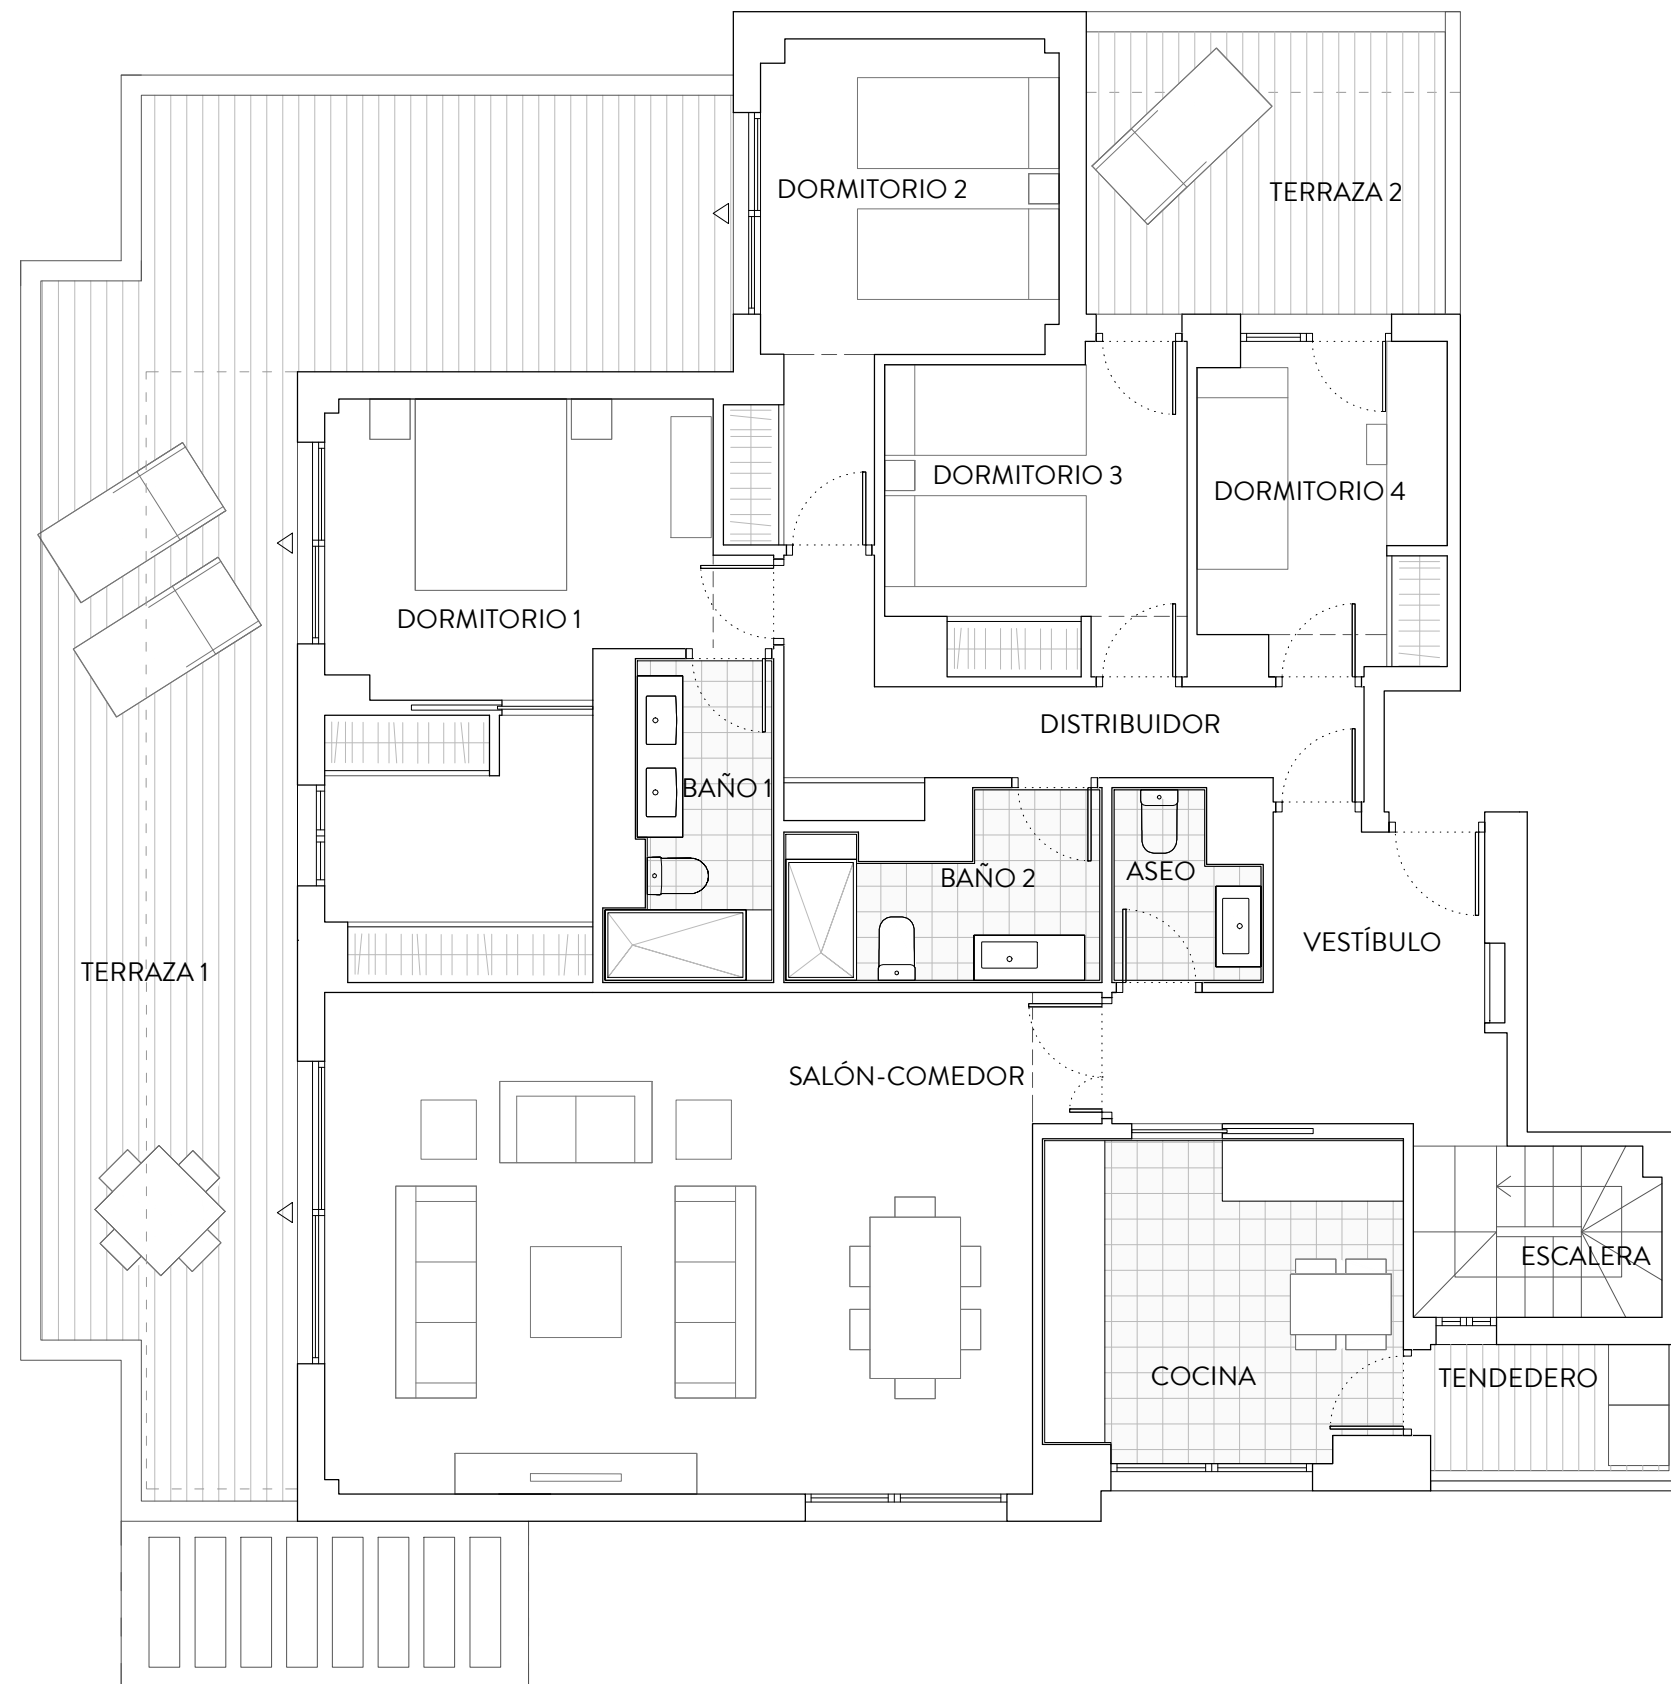 DORMITORIO 2
TERRAZA 2
DORMITORIO 3
DORMITORIO 4
DORMITORIO 1
DISTRIBUIDOR
BAÑO 1
BAÑO 2
ASEO
VESTÍBULO
TERRAZA 1
SALÓN-COMEDOR
ESCALERA
COCINA
TENDEDERO